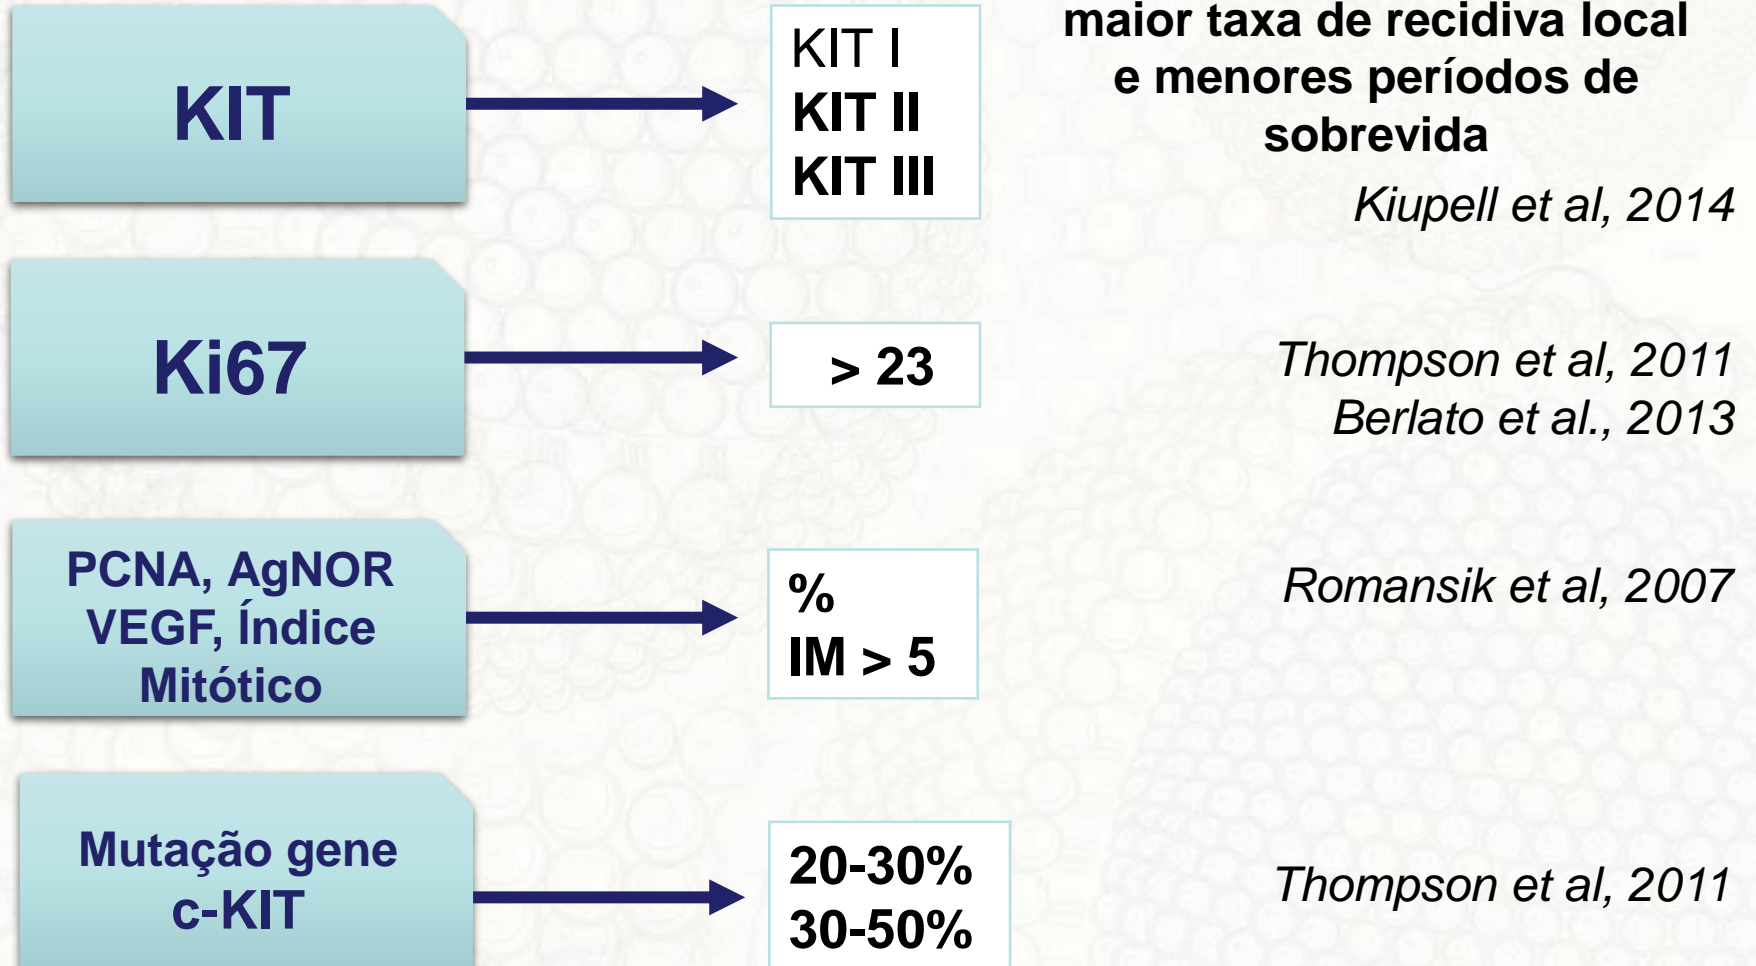 KIT
KIT I
KIT II
KIT III
maior taxa de recidiva local
e menores períodos de
sobrevida
Kiupell et al, 2014
Ki67
> 23
Thompson et al, 2011
Berlato et al., 2013
PCNA, AgNOR
VEGF, Índice
Mitótico
%
IM > 5
Romansik et al, 2007
Mutação gene
c-KIT
20-30%
30-50%
Thompson et al, 2011